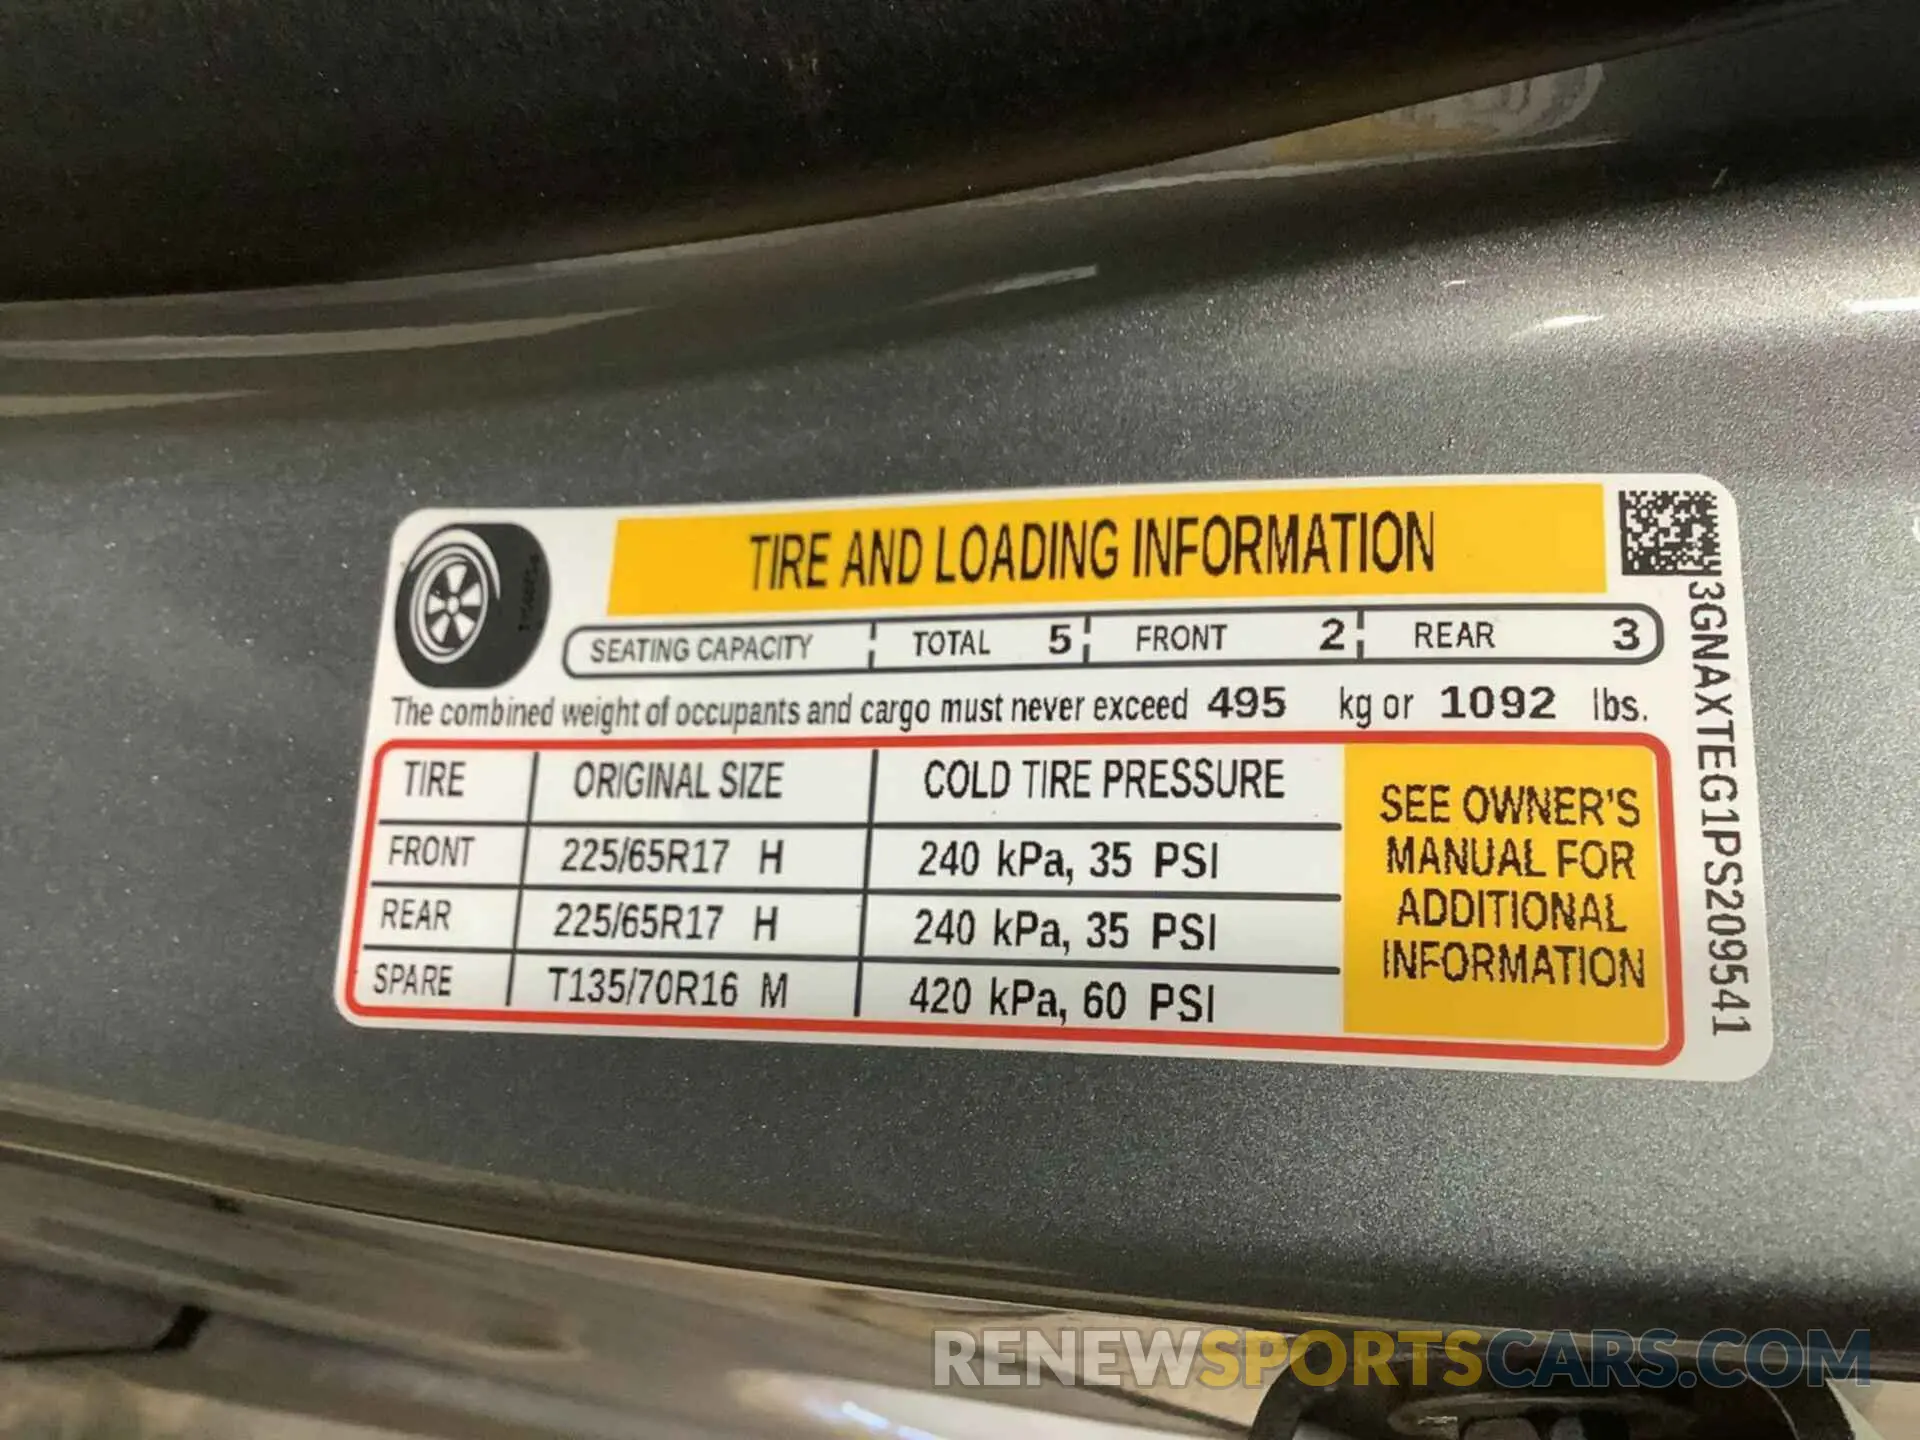 TIRE AND LOADING INFORMATION
SEATING CAPACITY TOTAL 5 FRONT 2 REAR 3
The combined weight of occupants and cargo must never exceed 495 kg or 1092 lbs.
TIRE ORIGINAL SIZE COLD TIRE PRESSURE
FRONT 225/65R17 H 240 kPa, 35 PSI
REAR 225/65R17 H 240 kPa, 35 PSI
SPARE T135/70R16 M 420 kPa, 60 PSI
SEE OWNER'S
MANUAL FOR
ADDITIONAL
INFORMATION
3GNAXTEG1PS209541
RENEWSPORTSCARS.COM